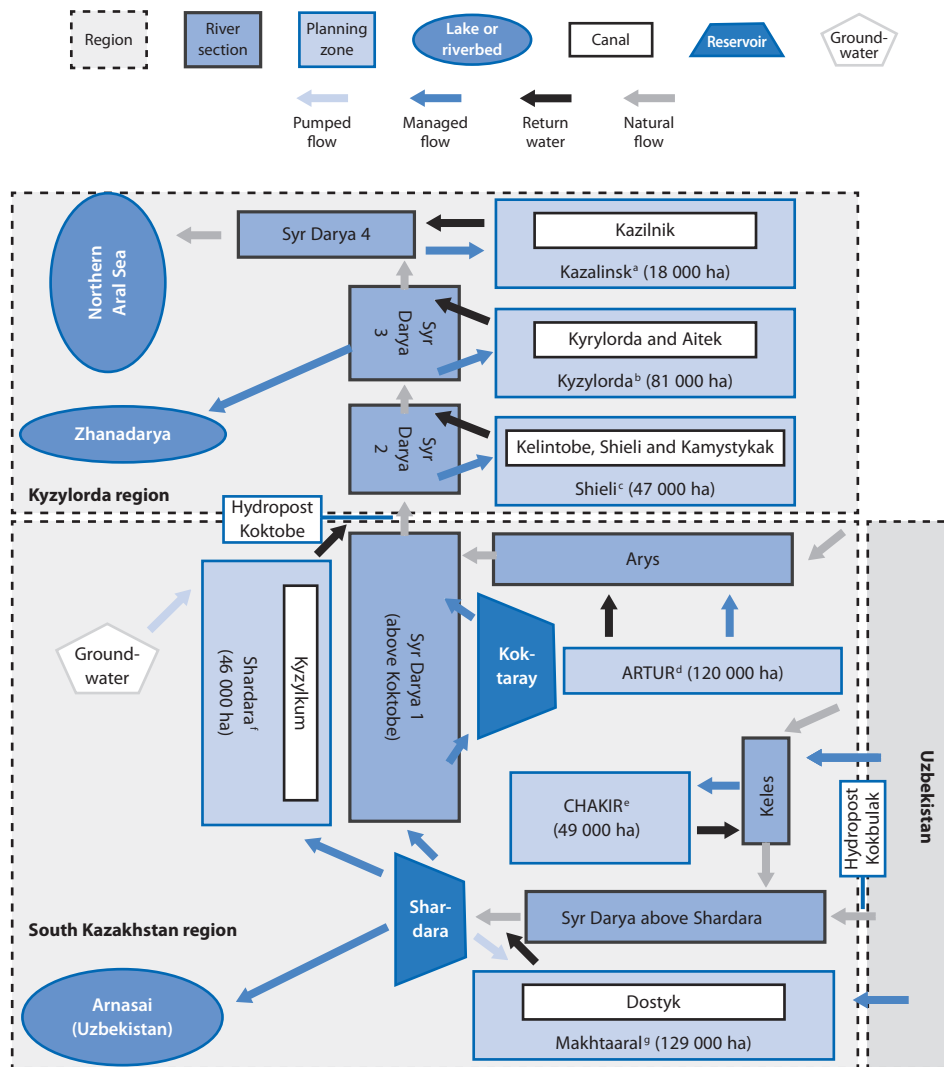 Region
River
section
Planning
zone
Lake or
riverbed
Canal
Reservoir
Ground-
water
Pumped
flow
Managed
flow
Return
water
Natural
flow
Northern
Aral Sea
Syr Darya 4
Kazilnik
Kazalinskᵃ (18 000 ha)
Syr
Darya
3
Kyrylorda and Aitek
Kyzylordaᵇ (81 000 ha)
Zhanadarya
Syr
Darya
2
Kelintobe, Shieli and Kamystykak
Shieliᶜ (47 000 ha)
Kyzylorda region
Hydropost
Koktobe
Arys
Ground-
water
Shardaraᶠ
(46 000 ha)
Kyzylkum
Syr Darya 1
(above Koktobe)
Kok-
taray
ARTURᵈ (120 000 ha)
Uzbekistan
CHAKIRᵉ
(49 000 ha)
Keles
Hydropost
Kokbulak
Shar-
dara
Syr Darya above Shardara
South Kazakhstan region
Arnasai
(Uzbekistan)
Dostyk
Makhtaaralᵍ (129 000 ha)